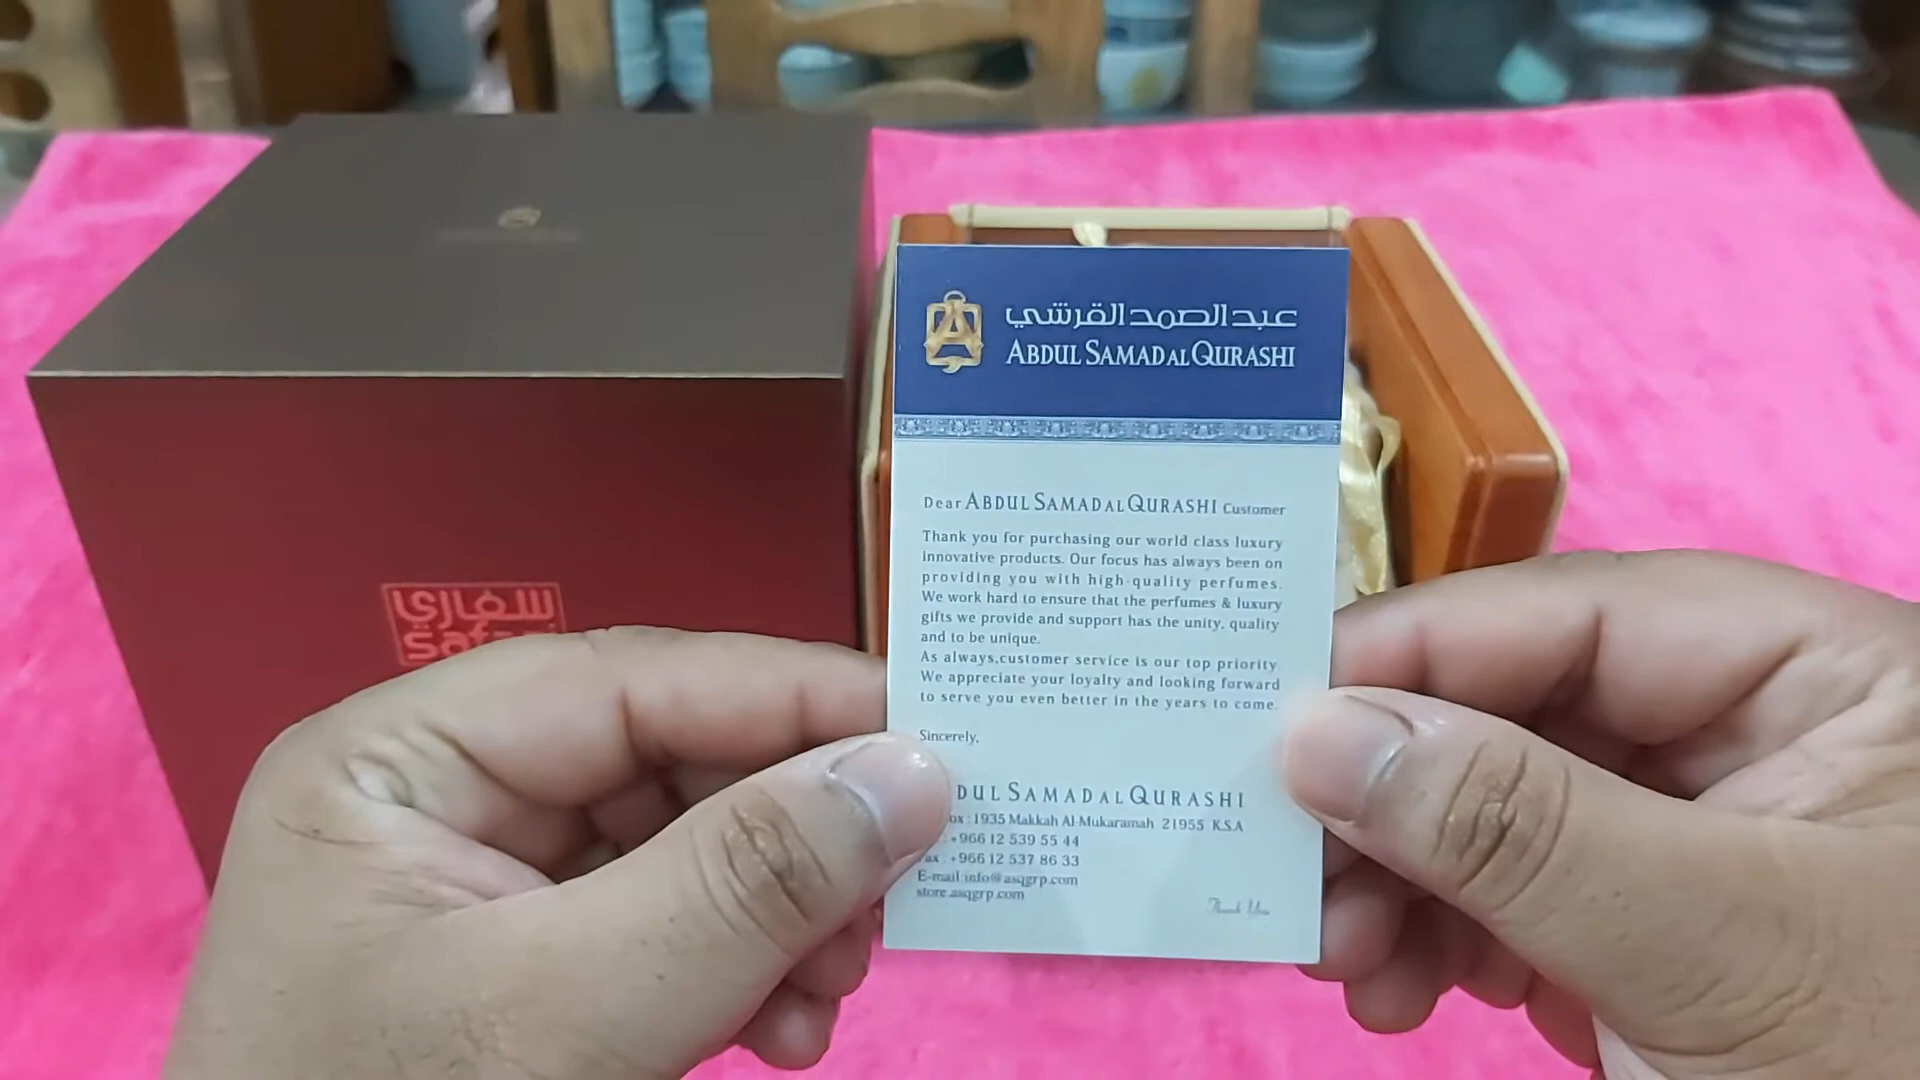 عبدالصمدالقرشي
ABDUL SAMAD AL QURASHI
Dear ABDUL SAMAD AL QURASHI Customer
Thank you for purchasing our world class luxury
innovative products. Our focus has always been on
providing you with high-quality perfumes.
We work hard to ensure that the perfumes & luxury
gifts we provide and support has the unity, quality
and to be unique.
As always,customer service is our top priority.
We appreciate your loyalty and looking forward
to serve you even better in the years to come.
Sincerely,
DUL SAMAD AL QURASHI
ox : 1935 Makkah Al-Mukaramah 21955 K.S.A
: +966 12 539 55 44
ax : +966 12 537 86 33
E-mail:info@asqgrp.com
store.asqgrp.com
Thank You
سفاري